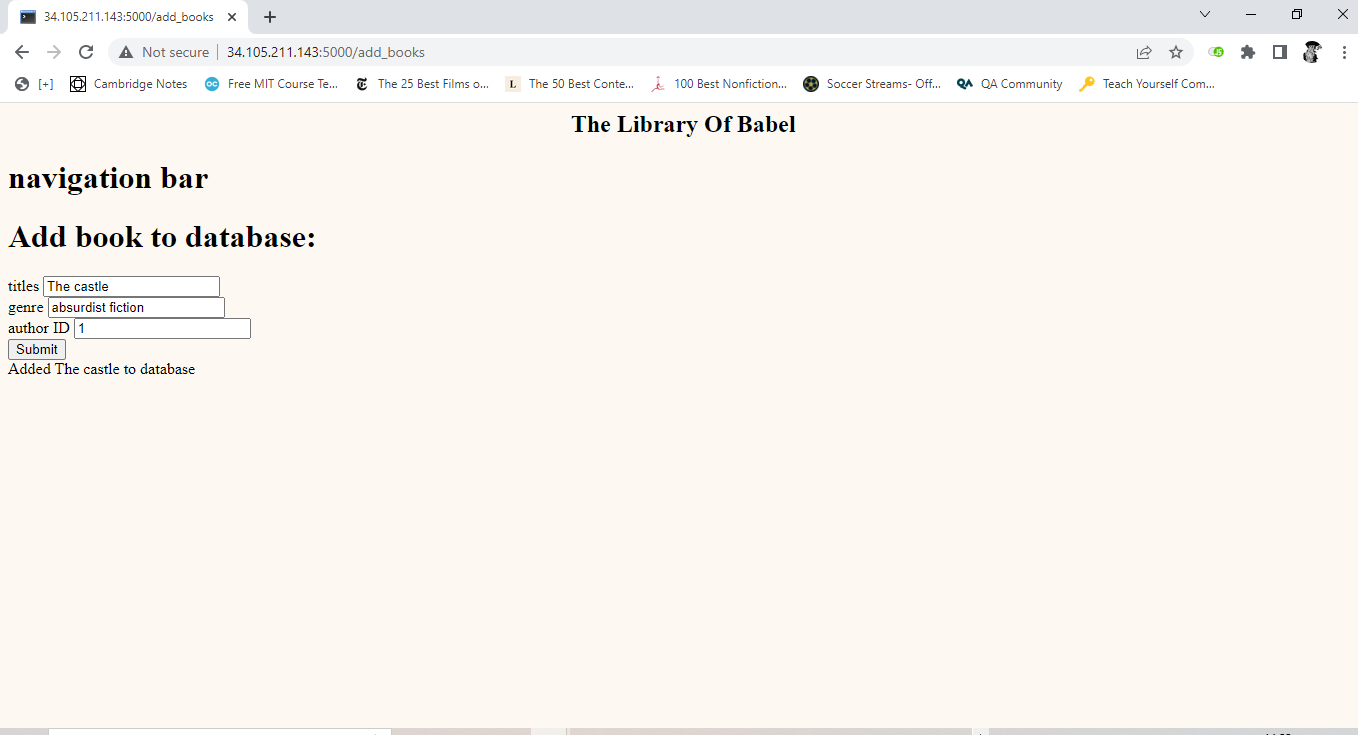 34.105.211.143:5000/add_books
Not secure 34.105.211.143:5000/add_books
[+] Cambridge Notes Free MIT Course Te... The 25 Best Films o... The 50 Best Conte... 100 Best Nonfiction... Soccer Streams- Off... QA Community Teach Yourself Com...
The Library Of Babel
navigation bar
Add book to database:
titles The castle
genre absurdist fiction
author ID 1
Submit
Added The castle to database